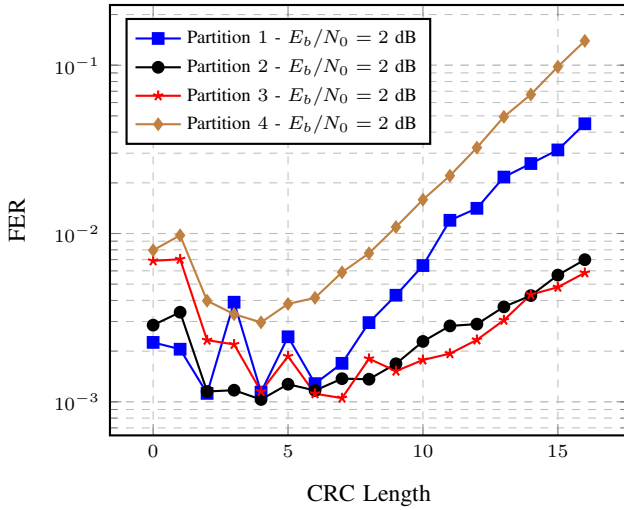 Partition 1 - E_b/N_0 = 2 dB
Partition 2 - E_b/N_0 = 2 dB
Partition 3 - E_b/N_0 = 2 dB
Partition 4 - E_b/N_0 = 2 dB
10^{-1}
10^{-2}
10^{-3}
FER
0 5 10 15
CRC Length